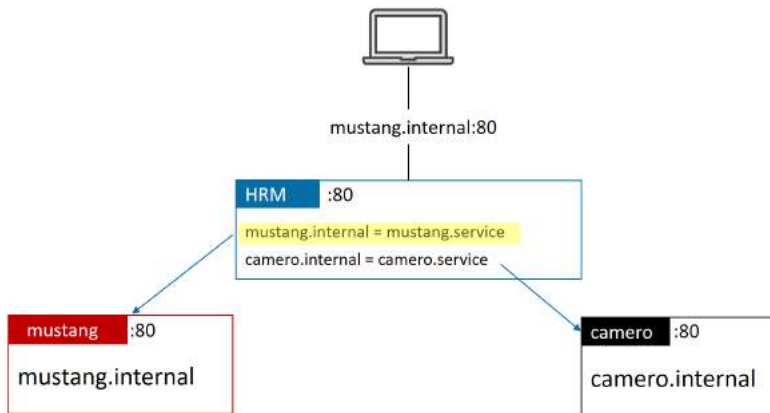 mustang.internal:80
HRM :80
mustang.internal = mustang.service
camero.internal = camero.service
mustang :80
mustang.internal
camero :80
camero.internal